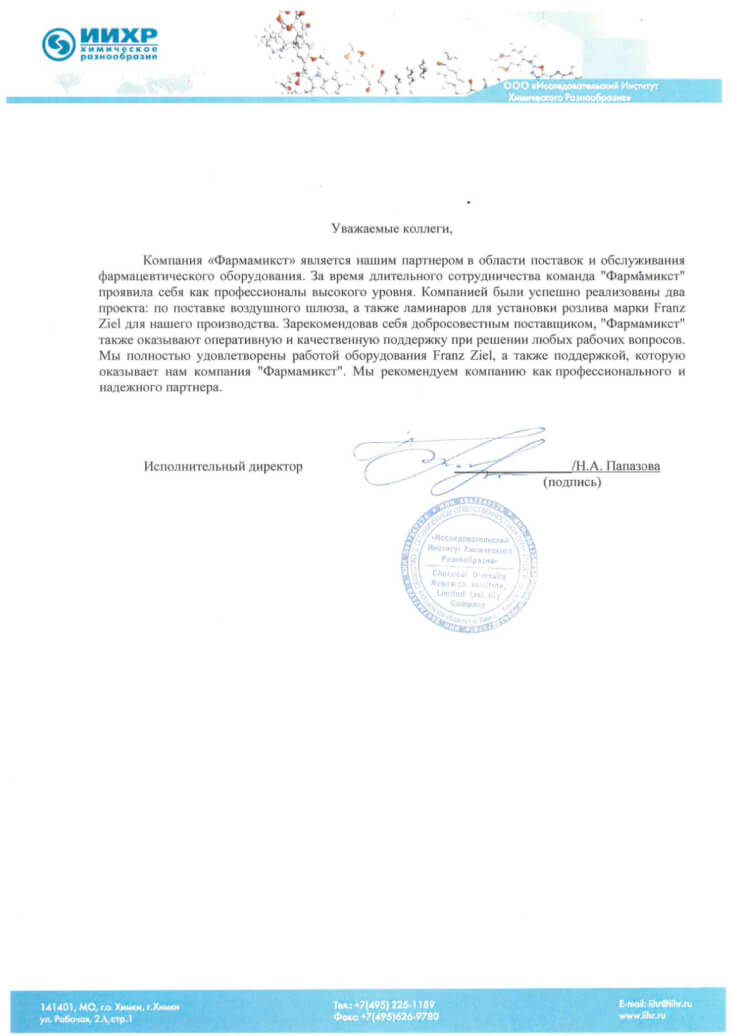 ИИХР
химическое
разнообразие
ООО «Исследовательский Институт
Химического Разнообразия»
Уважаемые коллеги,
Компания «Фармамикст» является нашим партнером в области поставок и обслуживания
фармацевтического оборудования. За время длительного сотрудничества команда "Фармамикст"
проявила себя как профессионалы высокого уровня. Компанией были успешно реализованы два
проекта: по поставке воздушного шлюза, а также ламинаров для установки розлива марки Franz
Ziel для нашего производства. Зарекомендовав себя добросовестным поставщиком, "Фармамикст"
также оказывают оперативную и качественную поддержку при решении любых рабочих вопросов.
Мы полностью удовлетворены работой оборудования Franz Ziel, а также поддержкой, которую
оказывает нам компания "Фармамикст". Мы рекомендуем компанию как профессионального и
надежного партнера.
Исполнительный директор /Н.А. Папазова
(подпись)
«Исследовательский
Институт Химического
Разнообразия»
Chemical Diversity
Research Institute,
Limited Liability
Company
141401, МО, г.о. Химки, г.Химки
ул. Рабочая, 2А,стр.1
Тел.: +7(495) 225-1189
Факс: +7(495)626-9780
E-mail: iihr@iihr.ru
www.iihr.ru